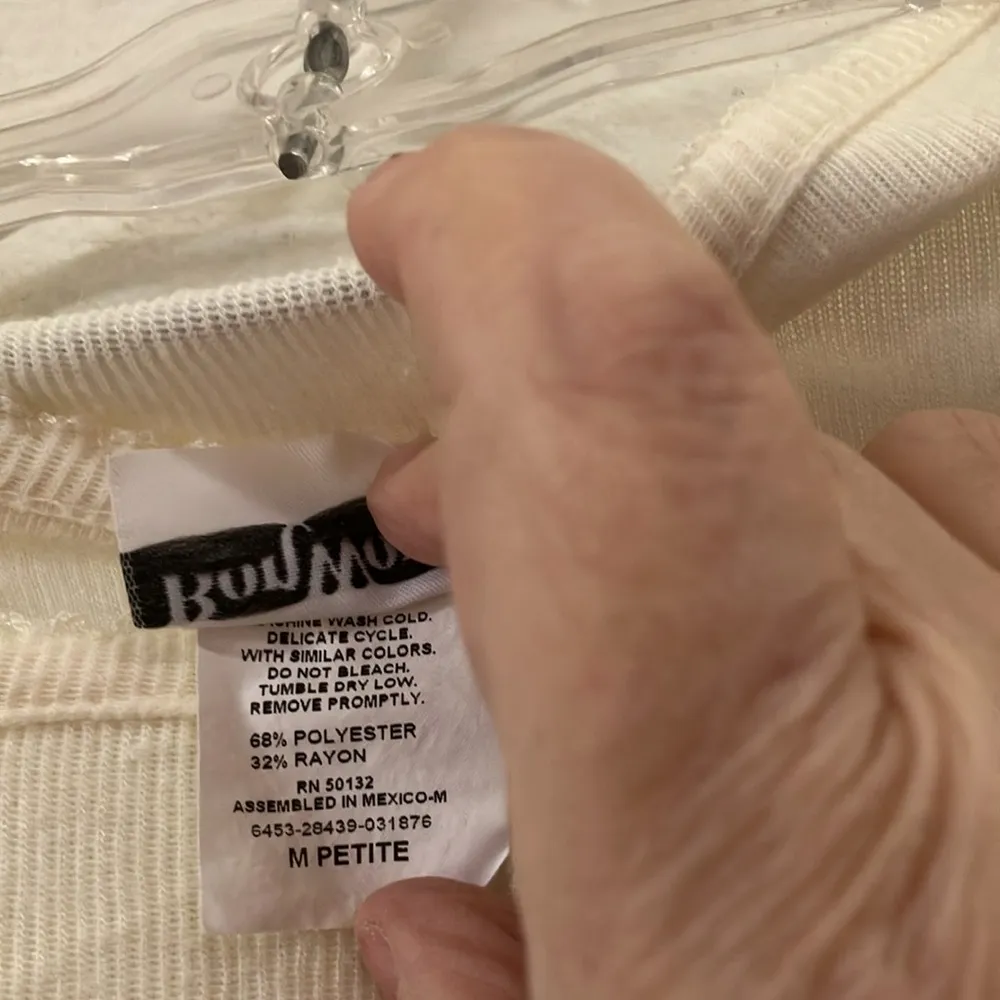 WASH COLD.
DELICATE CYCLE.
WITH SIMILAR COLORS.
DO NOT BLEACH.
TUMBLE DRY LOW.
REMOVE PROMPTLY.
68% POLYESTER
32% RAYON
RN 50132
ASSEMBLED IN MEXICO-M
6453-28439-031876
M PETITE